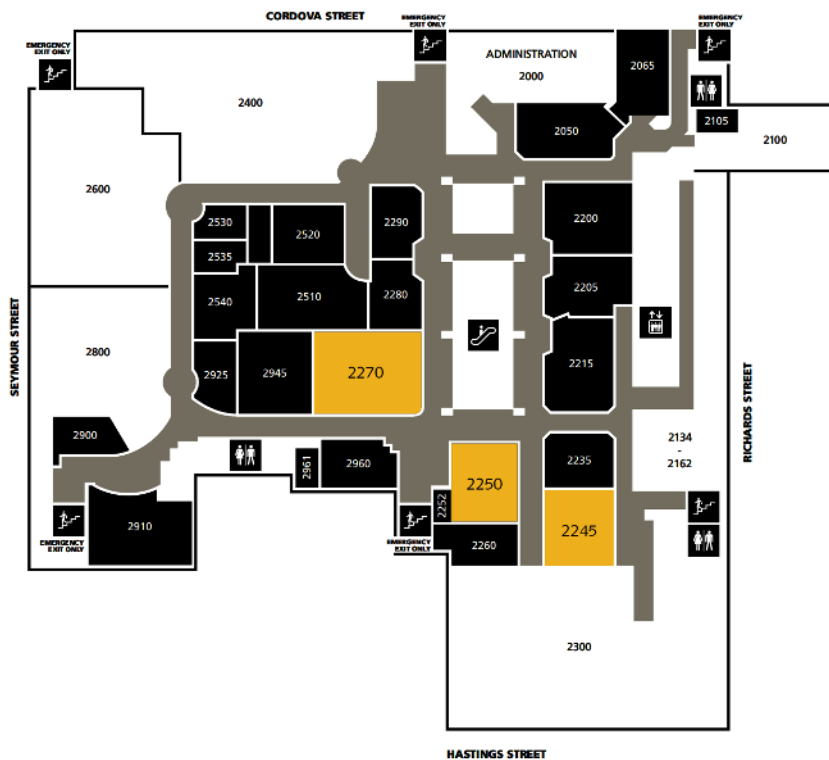 CORDOVA STREET
EMERGENCY
EXIT ONLY
EMERGENCY
EXIT ONLY
EMERGENCY
EXIT ONLY
ADMINISTRATION
2000
2065
2400
2050
2105
2100
2600
2530
2520
2290
2200
2535
2540
2510
2280
2205
2800
2925
2945
2270
2215
SEYMOUR STREET
RICHARDS STREET
2900
2961
2960
2250
2235
2134
-
2162
2252
2910
2260
2245
EMERGENCY
EXIT ONLY
EMERGENCY
EXIT ONLY
2300
HASTINGS STREET